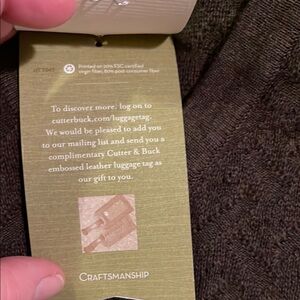 Printed on 20% FSC certified
virgin fiber, 80% post-consumer fiber
To discover more, log on to
cutterbuck.com/luggagetag.
We would be pleased to add you
to our mailing list and send you a
complimentary Cutter & Buck
embossed leather luggage tag as
our gift to you.
CRAFTSMANSHIP